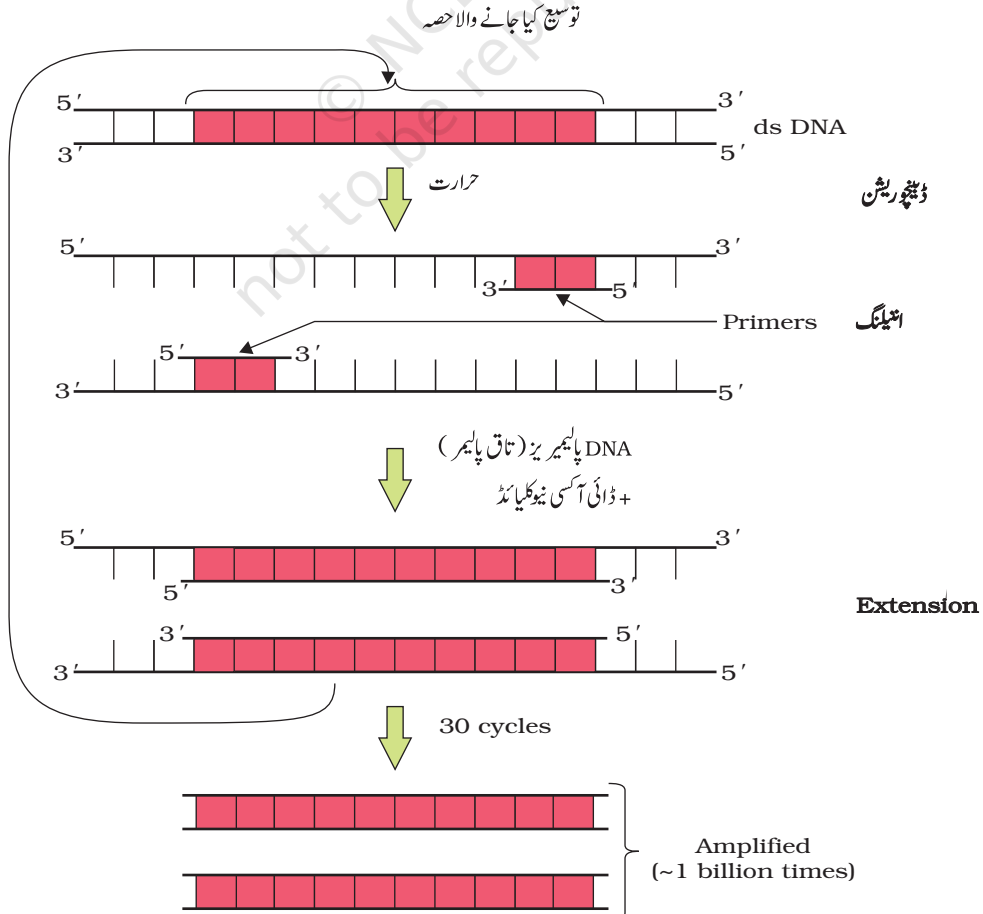 توسیع کیا جانے والا حصہ
5′ 3′
ds DNA
3′ 5′
حرارت
ڈینیچوریشن
5′ 3′
3′ 5′
Primers انیلنگ
5′ 3′
3′ 5′
DNA پالیمیریز (تاق پالیمر)
+ ڈائی آکسی نیوکلیائڈ
5′ 3′
5′ 3′
Extension
3′ 5′
3′ 5′
30 cycles
Amplified
(~1 billion times)